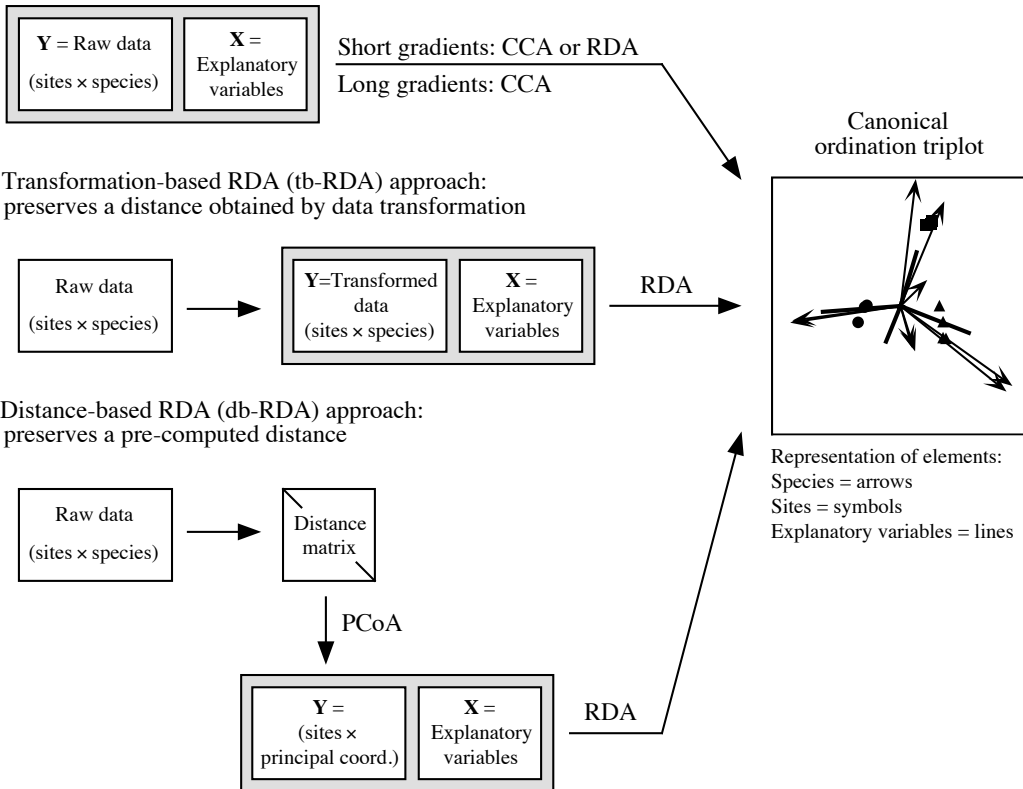 Y = Raw data
(sites × species)
X =
Explanatory
variables
Short gradients: CCA or RDA
Long gradients: CCA
Canonical
ordination triplot
Transformation-based RDA (tb-RDA) approach:
preserves a distance obtained by data transformation
Raw data
(sites × species)
Y=Transformed
data
(sites × species)
X =
Explanatory
variables
RDA
Representation of elements:
Species = arrows
Sites = symbols
Explanatory variables = lines
Distance-based RDA (db-RDA) approach:
preserves a pre-computed distance
Raw data
(sites × species)
Distance
matrix
PCoA
Y =
(sites ×
principal coord.)
X =
Explanatory
variables
RDA